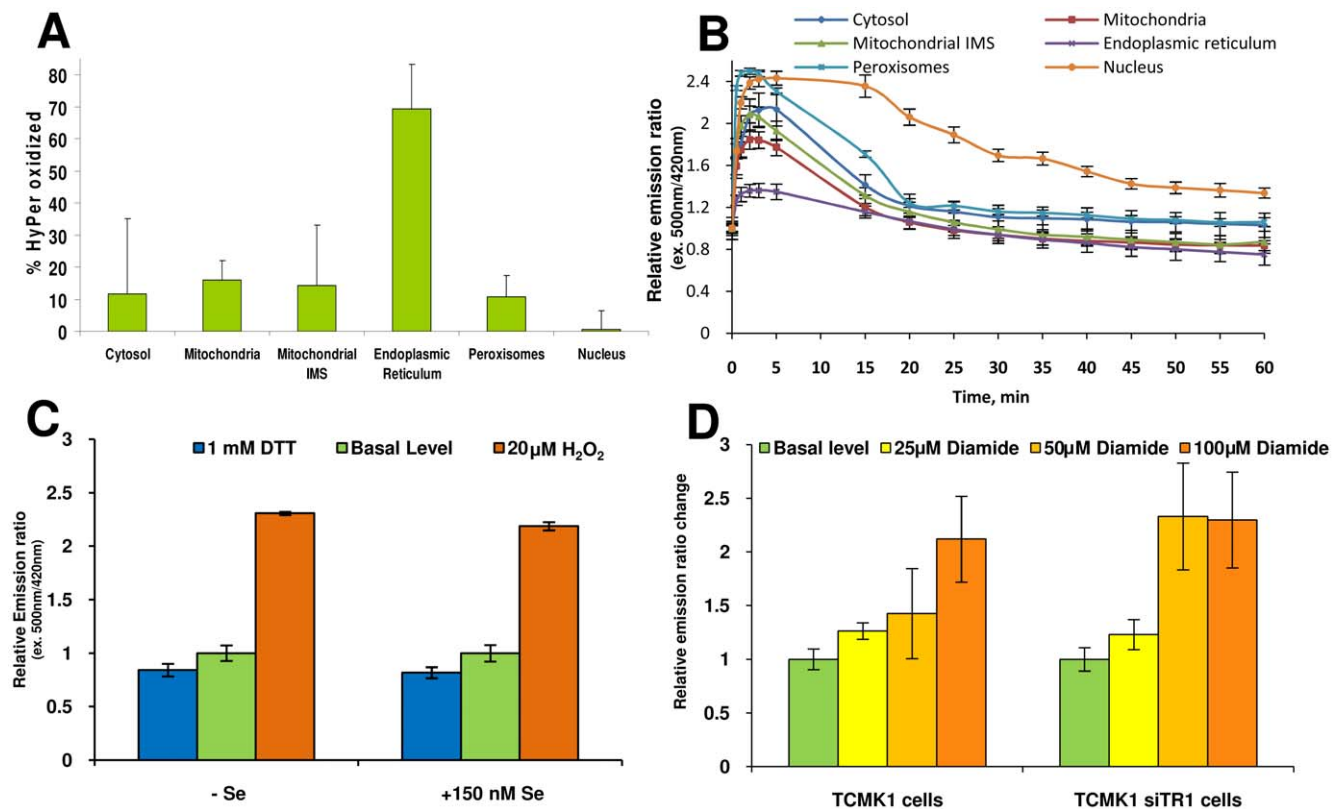 A
% HyPer oxidized
80
70
60
50
40
30
20
10
0
Cytosol
Mitochondria
Mitochondrial
IMS
Endoplasmic
Reticulum
Peroxisomes
Nucleus
B
Cytosol
Mitochondria
Mitochondrial IMS
Endoplasmic reticulum
Peroxisomes
Nucleus
Relative emission ratio
(ex. 500nm/420nm)
2.4
2
1.6
1.2
0.8
0.4
0
0 5 10 15 20 25 30 35 40 45 50 55 60
Time, min
C
1 mM DTT
Basal Level
20µM H₂O₂
Relative Emission ratio
(ex. 500nm/420nm)
3
2.5
2
1.5
1
0.5
0
- Se
+150 nM Se
D
Basal level
25µM Diamide
50µM Diamide
100µM Diamide
Relative emission ratio change
3
2.5
2
1.5
1
0.5
0
TCMK1 cells
TCMK1 siTR1 cells